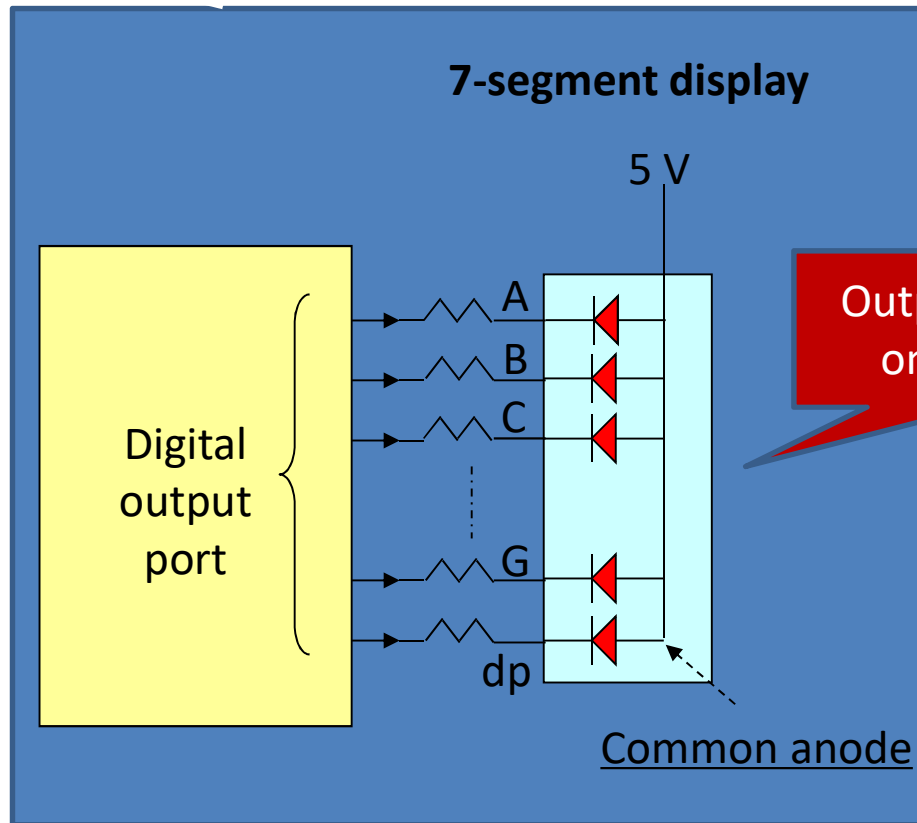 7-segment display
5 V
A
B
C
G
dp
Digital
output
port
Common anode